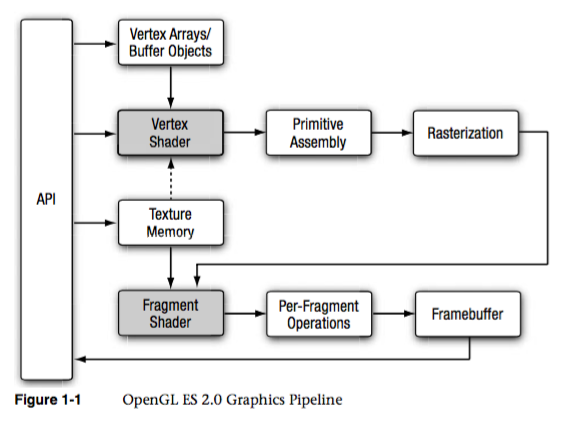 Vertex Arrays/
Buffer Objects
Vertex
Shader
Primitive
Assembly
Rasterization
API
Texture
Memory
Fragment
Shader
Per-Fragment
Operations
Framebuffer
Figure 1-1 OpenGL ES 2.0 Graphics Pipeline